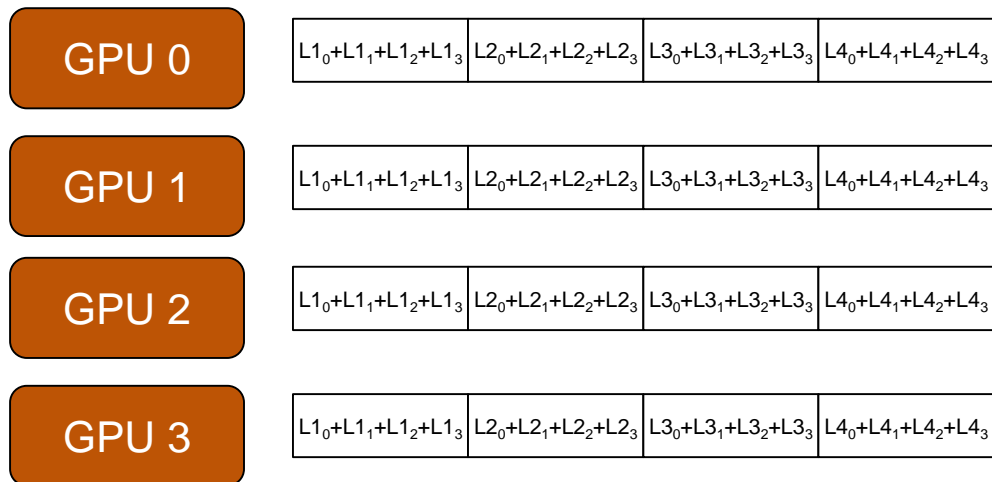 GPU 0
L1₀+L1₁+L1₂+L1₃ L2₀+L2₁+L2₂+L2₃ L3₀+L3₁+L3₂+L3₃ L4₀+L4₁+L4₂+L4₃
GPU 1
L1₀+L1₁+L1₂+L1₃ L2₀+L2₁+L2₂+L2₃ L3₀+L3₁+L3₂+L3₃ L4₀+L4₁+L4₂+L4₃
GPU 2
L1₀+L1₁+L1₂+L1₃ L2₀+L2₁+L2₂+L2₃ L3₀+L3₁+L3₂+L3₃ L4₀+L4₁+L4₂+L4₃
GPU 3
L1₀+L1₁+L1₂+L1₃ L2₀+L2₁+L2₂+L2₃ L3₀+L3₁+L3₂+L3₃ L4₀+L4₁+L4₂+L4₃